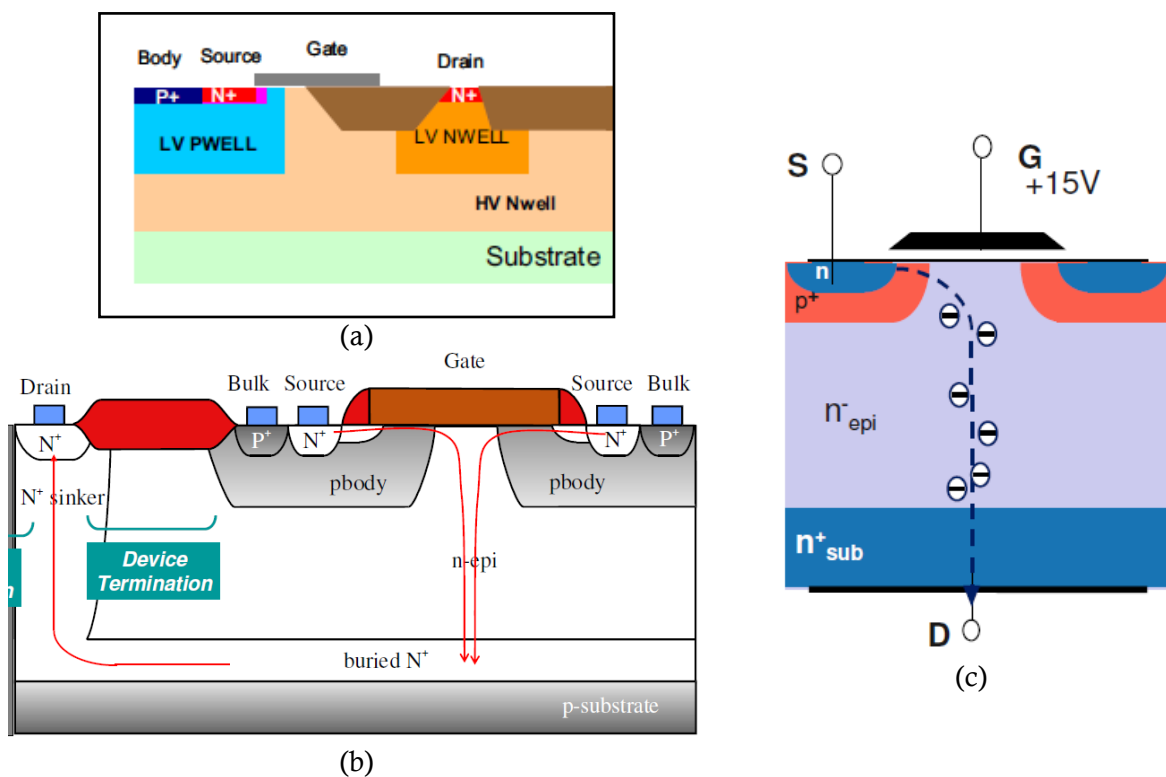 Body Source Gate Drain
P+ N+ N+
LV PWELL LV NWELL
HV Nwell
Substrate
(a)
Gate
Drain Bulk Source Source Bulk
N+ P+ N+ N+ P+
pbody pbody
N+ sinker
Device
Termination
n-epi
n
buried N+
p-substrate
(b)
S G
+15V
n
p+
n-epi
n+sub
D
(c)